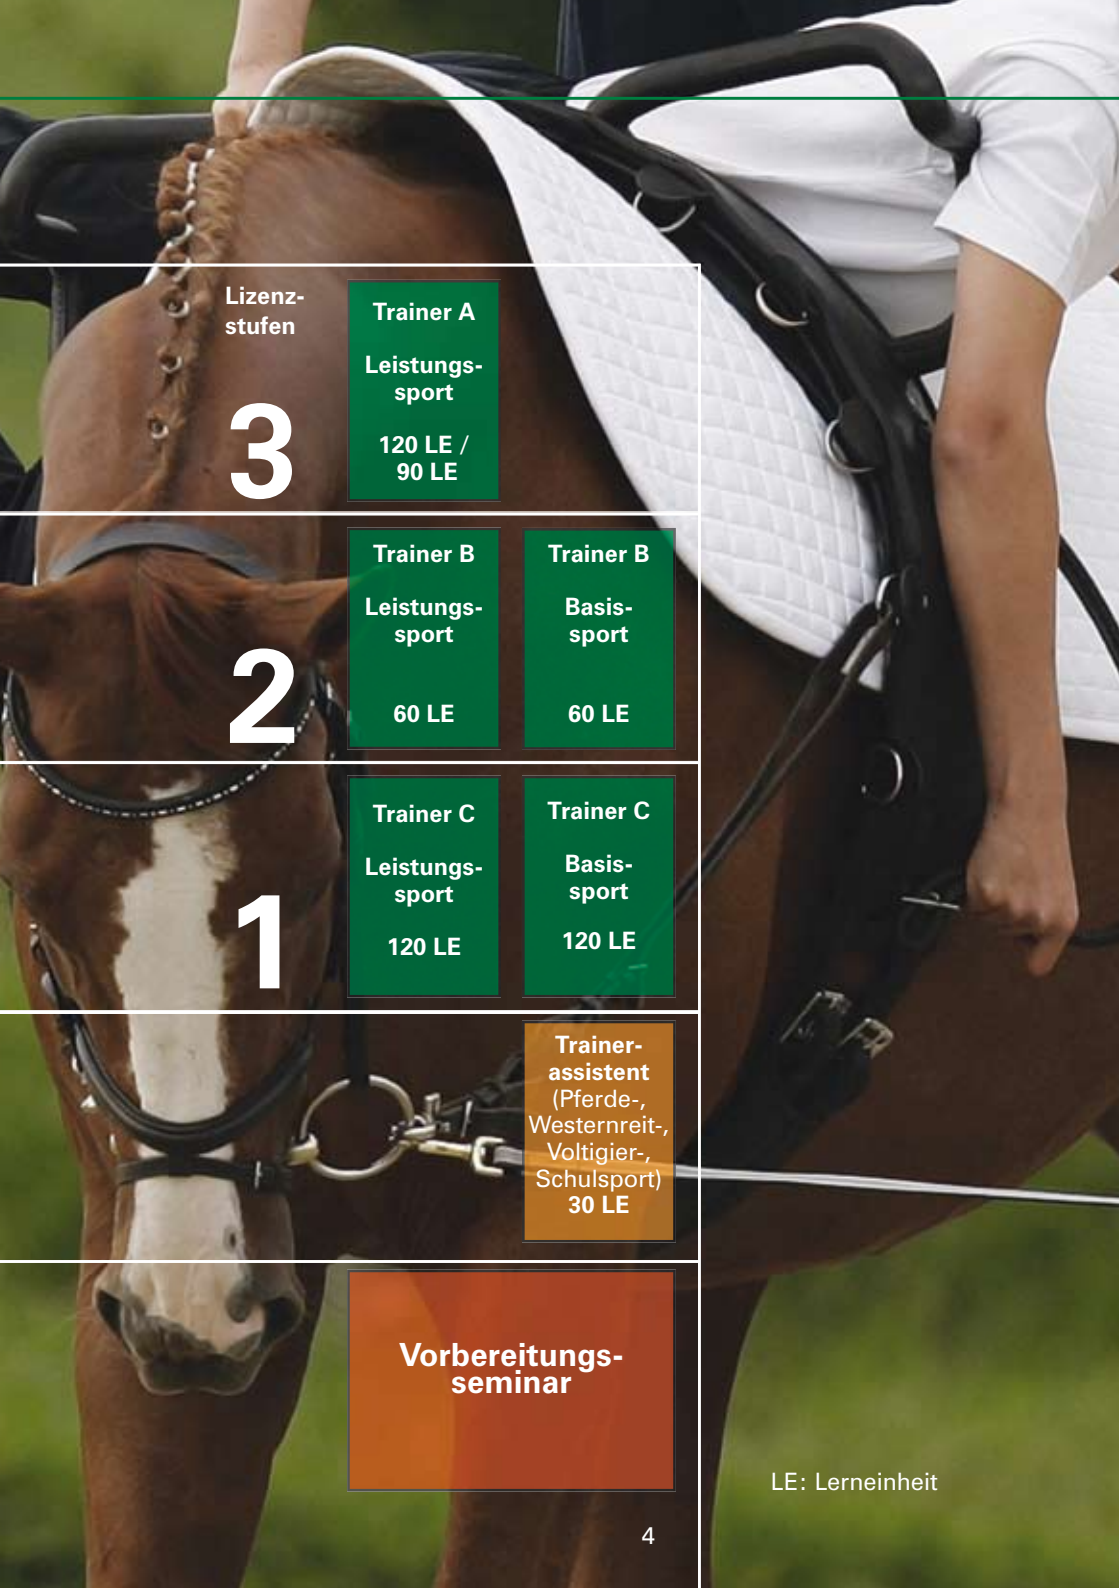 Lizenz-
stufen
3
Trainer A
Leistungs-
sport
120 LE /
90 LE
2
Trainer B
Leistungs-
sport
60 LE
Trainer B
Basis-
sport
60 LE
1
Trainer C
Leistungs-
sport
120 LE
Trainer C
Basis-
sport
120 LE
Trainer-
assistent
(Pferde-,
Westernreit-,
Voltigier-,
Schulsport)
30 LE
Vorbereitungs-
seminar
LE: Lerneinheit
4